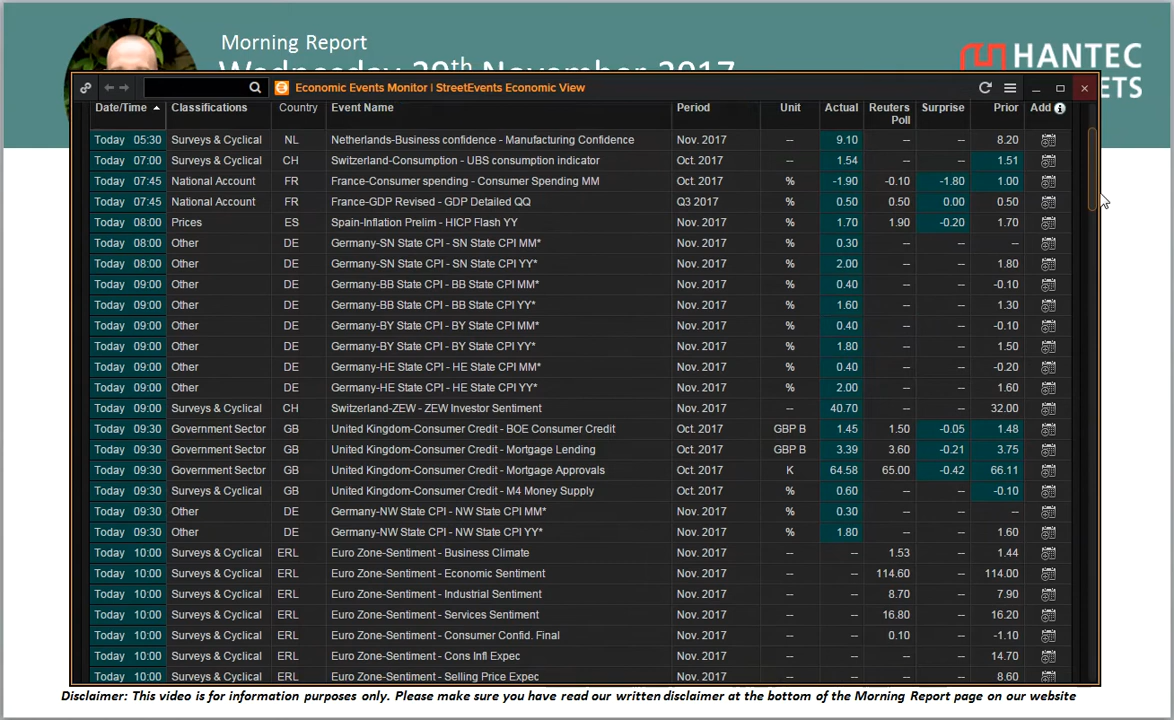 Morning Report
Wednesday 29th November 2017
HANTEC
Economic Events Monitor | StreetEvents Economic View
Date/Time Classifications Country Event Name Period Unit Actual Reuters Poll Surprise Prior Add
Today 05:30 Surveys & Cyclical NL Netherlands-Business confidence - Manufacturing Confidence Nov. 2017 -- 9.10 -- -- 8.20
Today 07:00 Surveys & Cyclical CH Switzerland-Consumption - UBS consumption indicator Oct. 2017 -- 1.54 -- -- 1.51
Today 07:45 National Account FR France-Consumer spending - Consumer Spending MM Oct. 2017 % -1.90 -0.10 -1.80 1.00
Today 07:45 National Account FR France-GDP Revised - GDP Detailed QQ Q3 2017 % 0.50 0.50 0.00 0.50
Today 08:00 Prices ES Spain-Inflation Prelim - HICP Flash YY Nov. 2017 % 1.70 1.90 -0.20 1.70
Today 08:00 Other DE Germany-SN State CPI - SN State CPI MM* Nov. 2017 % 0.30 -- -- --
Today 08:00 Other DE Germany-SN State CPI - SN State CPI YY* Nov. 2017 % 2.00 -- -- 1.80
Today 09:00 Other DE Germany-BB State CPI - BB State CPI MM* Nov. 2017 % 0.40 -- -- -0.10
Today 09:00 Other DE Germany-BB State CPI - BB State CPI YY* Nov. 2017 % 1.60 -- -- 1.30
Today 09:00 Other DE Germany-BY State CPI - BY State CPI MM* Nov. 2017 % 0.40 -- -- -0.10
Today 09:00 Other DE Germany-BY State CPI - BY State CPI YY* Nov. 2017 % 1.80 -- -- 1.50
Today 09:00 Other DE Germany-HE State CPI - HE State CPI MM* Nov. 2017 % 0.40 -- -- -0.20
Today 09:00 Other DE Germany-HE State CPI - HE State CPI YY* Nov. 2017 % 2.00 -- -- 1.60
Today 09:00 Surveys & Cyclical CH Switzerland-ZEW - ZEW Investor Sentiment Nov. 2017 -- 40.70 -- -- 32.00
Today 09:30 Government Sector GB United Kingdom-Consumer Credit - BOE Consumer Credit Oct. 2017 GBP B 1.45 1.50 -0.05 1.48
Today 09:30 Government Sector GB United Kingdom-Consumer Credit - Mortgage Lending Oct. 2017 GBP B 3.39 3.60 -0.21 3.75
Today 09:30 Government Sector GB United Kingdom-Consumer Credit - Mortgage Approvals Oct. 2017 K 64.58 65.00 -0.42 66.11
Today 09:30 Surveys & Cyclical GB United Kingdom-Consumer Credit - M4 Money Supply Oct. 2017 % 0.60 -- -- -0.10
Today 09:30 Other DE Germany-NW State CPI - NW State CPI MM* Nov. 2017 % 0.30 -- -- --
Today 09:30 Other DE Germany-NW State CPI - NW State CPI YY* Nov. 2017 % 1.80 -- -- 1.60
Today 10:00 Surveys & Cyclical ERL Euro Zone-Sentiment - Business Climate Nov. 2017 -- -- 1.53 -- 1.44
Today 10:00 Surveys & Cyclical ERL Euro Zone-Sentiment - Economic Sentiment Nov. 2017 -- -- 114.60 -- 114.00
Today 10:00 Surveys & Cyclical ERL Euro Zone-Sentiment - Industrial Sentiment Nov. 2017 -- -- 8.70 -- 7.90
Today 10:00 Surveys & Cyclical ERL Euro Zone-Sentiment - Services Sentiment Nov. 2017 -- -- 16.80 -- 16.20
Today 10:00 Surveys & Cyclical ERL Euro Zone-Sentiment - Consumer Confid. Final Nov. 2017 -- -- 0.10 -- -1.10
Today 10:00 Surveys & Cyclical ERL Euro Zone-Sentiment - Cons Infl Expec Nov. 2017 -- -- -- -- 14.70
Today 10:00 Surveys & Cyclical ERL Euro Zone-Sentiment - Selling Price Expec Nov. 2017 -- -- -- -- 8.60
Disclaimer: This video is for information purposes only. Please make sure you have read our written disclaimer at the bottom of the Morning Report page on our website